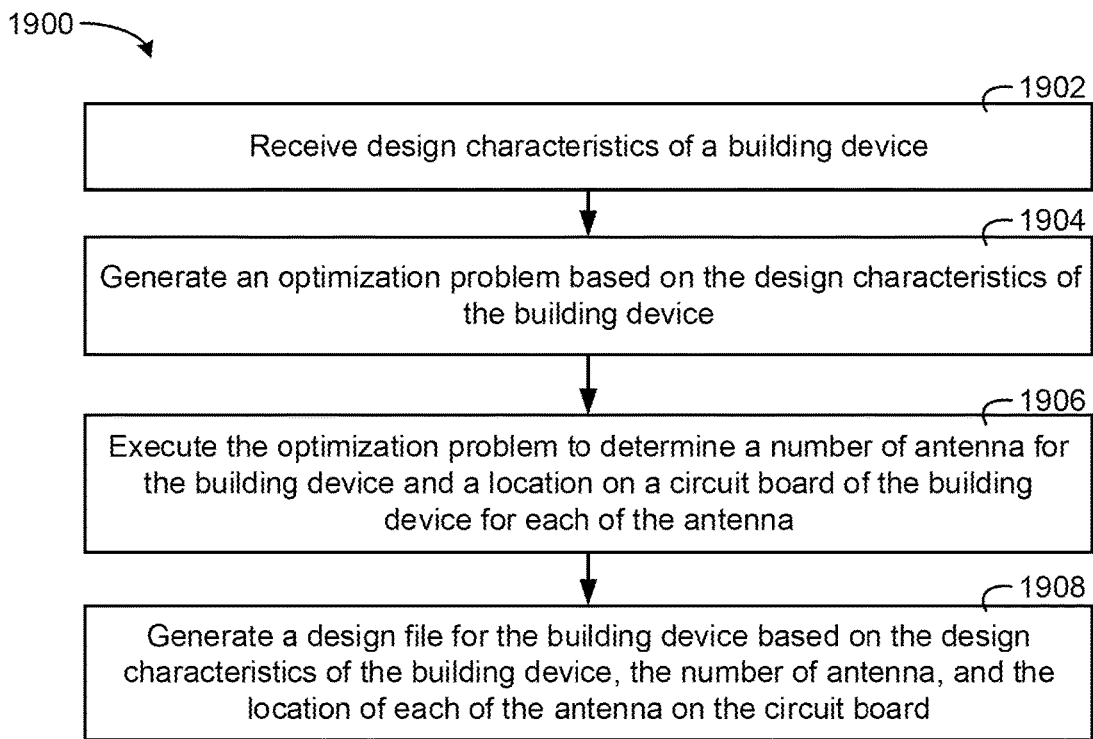 1900
1902
Receive design characteristics of a building device
1904
Generate an optimization problem based on the design characteristics of
the building device
1906
Execute the optimization problem to determine a number of antenna for
the building device and a location on a circuit board of the building
device for each of the antenna
1908
Generate a design file for the building device based on the design
characteristics of the building device, the number of antenna, and the
location of each of the antenna on the circuit board